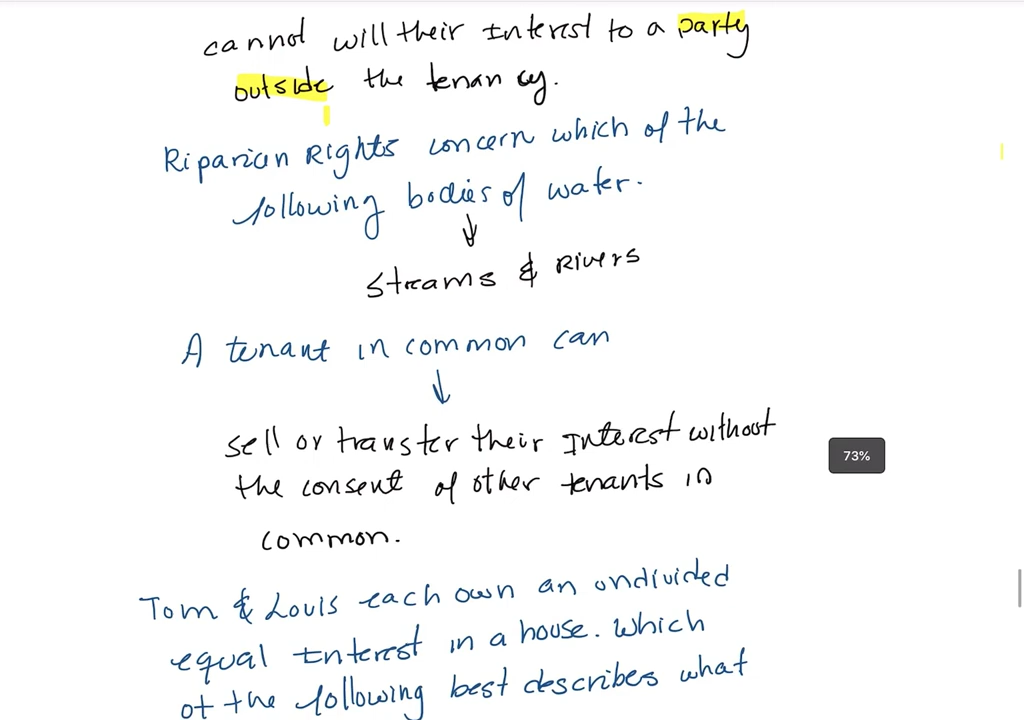 cannot will their Interest to a party
outside the tenancy.
Riparian Rights concern which of the
following bodies of water.
↓
Streams & Rivers
A tenant in common can
↓
Sell or transfer their Interest without
the consent of other tenants in
common.
73%
Tom & Louis each own an undivided
equal Interest in a house. Which
of the following best describes what